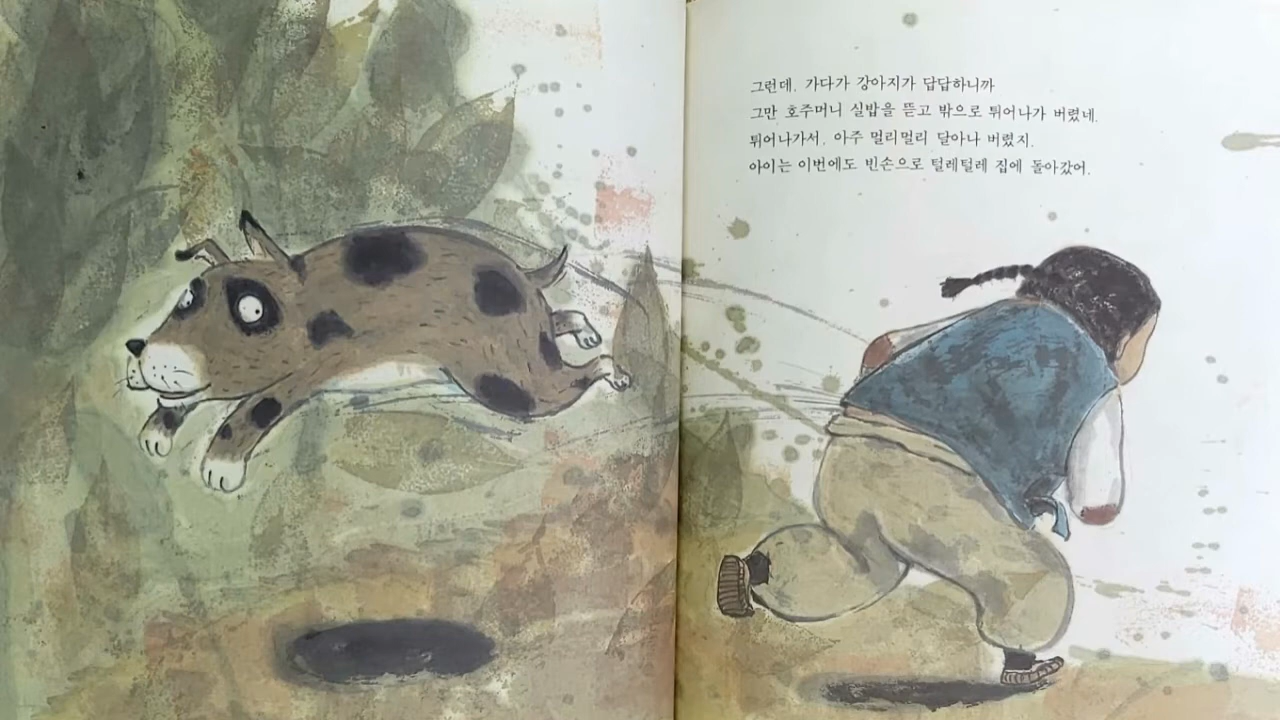 그런데, 가다가 강아지가 답답하니까
그만 호주머니 실밥을 뜯고 밖으로 튀어나가 버렸네.
튀어나가서, 아주 멀리멀리 달아나 버렸지.
아이는 이번에도 빈손으로 털레털레 집에 돌아갔어.